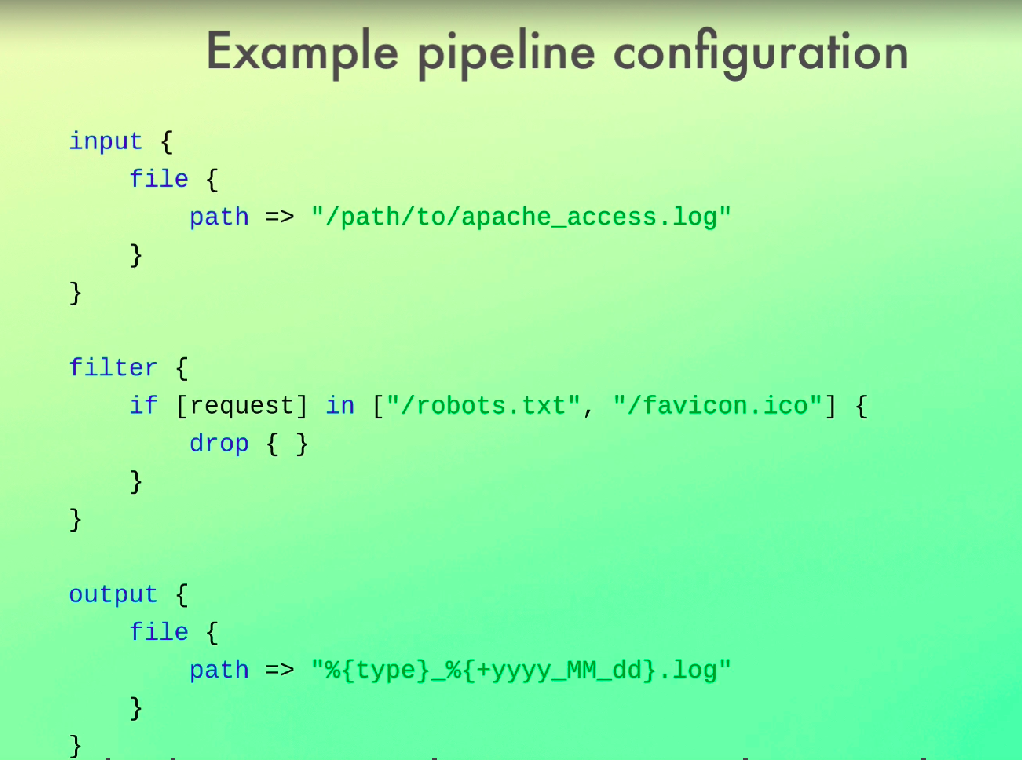 Example pipeline configuration
input {
    file {
        path => "/path/to/apache_access.log"
    }
}
filter {
    if [request] in ["/robots.txt", "/favicon.ico"] {
        drop { }
    }
}
output {
    file {
        path => "%{type}_%{+yyyy_MM_dd}.log"
    }
}